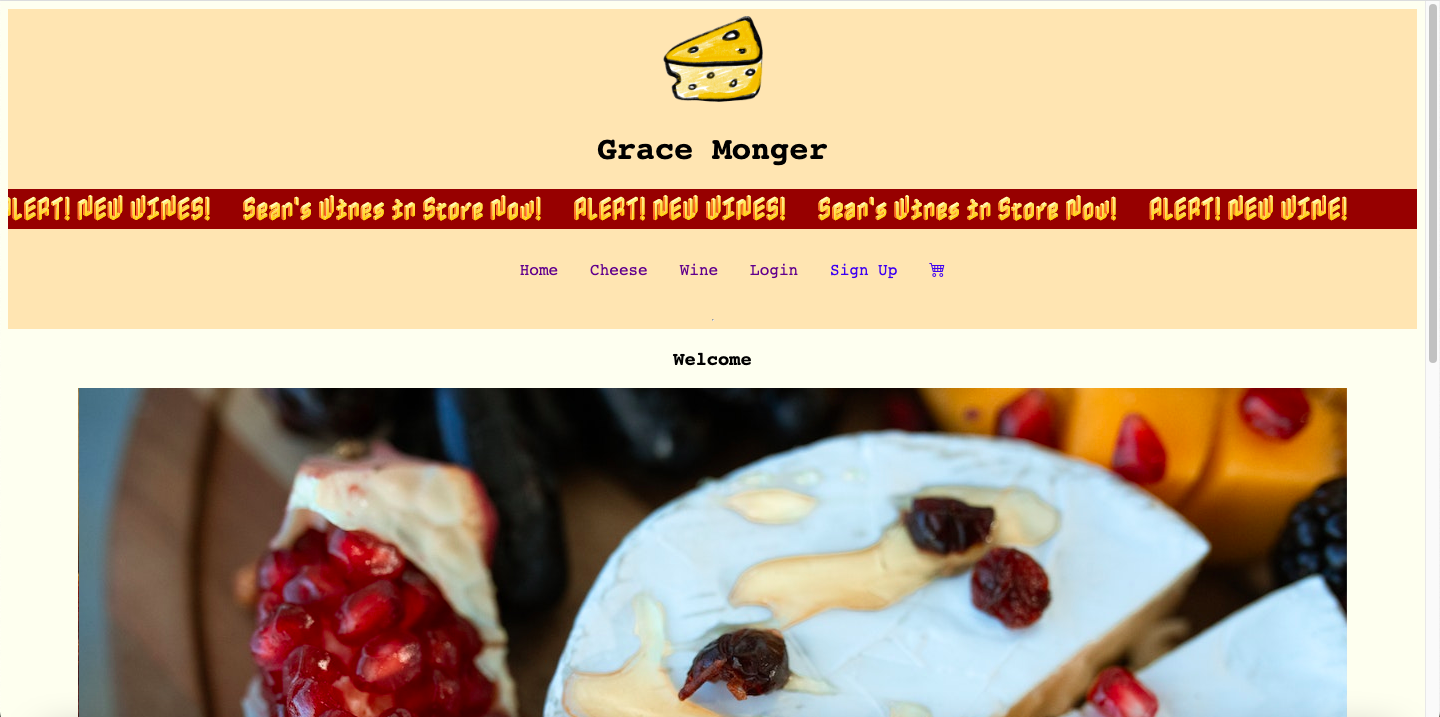 Grace Monger
ALERT! NEW WINES! Sean's Wines in Store Now! ALERT! NEW WINES! Sean's Wines in Store Now! ALERT! NEW WINE!
Home Cheese Wine Login Sign Up
Welcome